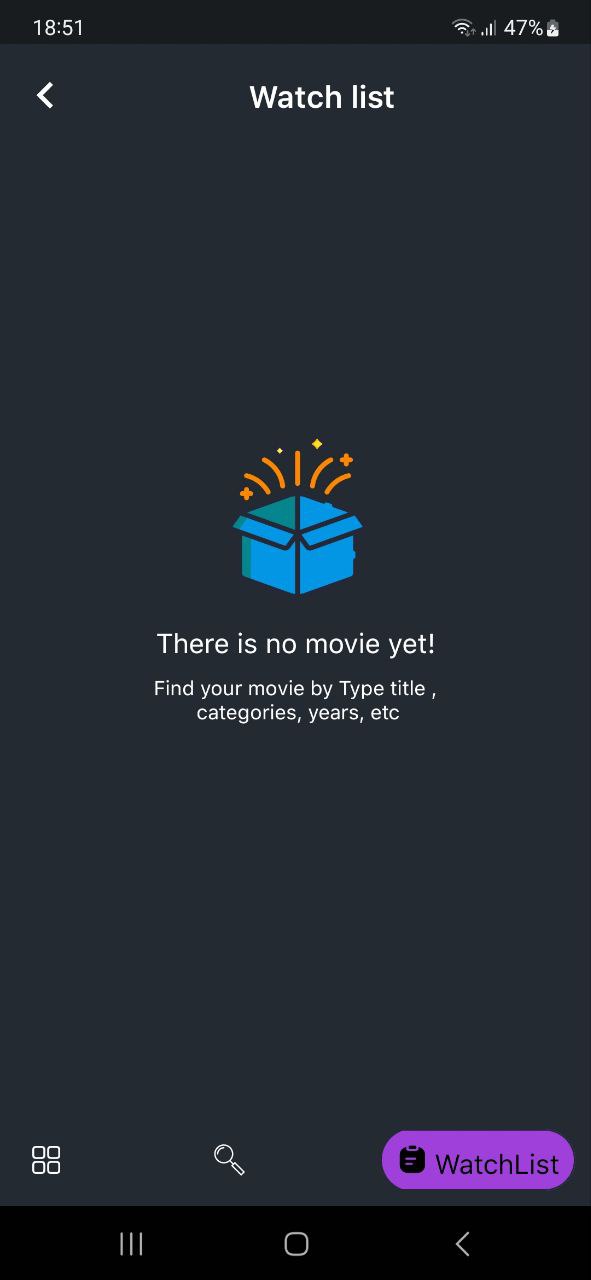 18:51
47%
Watch list
There is no movie yet!
Find your movie by Type title ,
categories, years, etc
WatchList